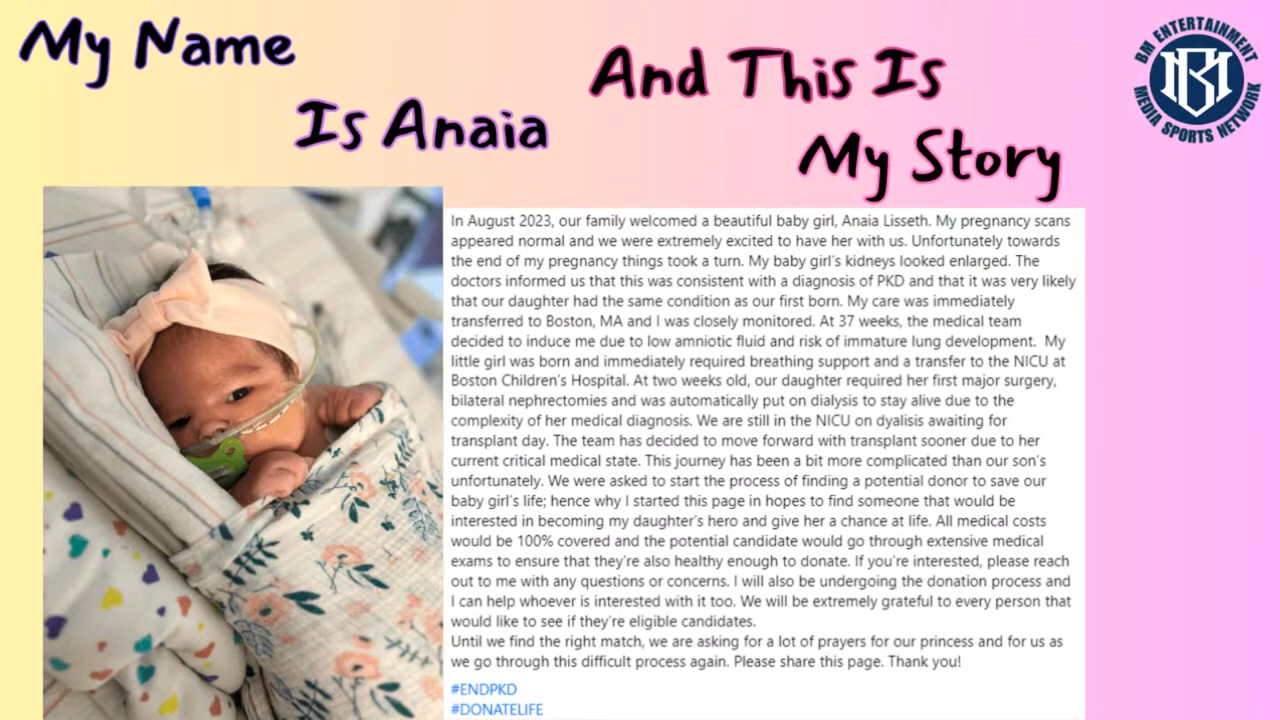 My Name
Is Anaia
And This Is
My Story
BM ENTERTAINMENT
BM
MEDIA SPORTS NETWORK
In August 2023, our family welcomed a beautiful baby girl, Anaia Lisseth. My pregnancy scans
appeared normal and we were extremely excited to have her with us. Unfortunately towards
the end of my pregnancy things took a turn. My baby girl's kidneys looked enlarged. The
doctors informed us that this was consistent with a diagnosis of PKD and that it was very likely
that our daughter had the same condition as our first born. My care was immediately
transferred to Boston, MA and I was closely monitored. At 37 weeks, the medical team
decided to induce me due to low amniotic fluid and risk of immature lung development. My
little girl was born and immediately required breathing support and a transfer to the NICU at
Boston Children's Hospital. At two weeks old, our daughter required her first major surgery,
bilateral nephrectomies and was automatically put on dialysis to stay alive due to the
complexity of her medical diagnosis. We are still in the NICU on dyalisis awaiting for
transplant day. The team has decided to move forward with transplant sooner due to her
current critical medical state. This journey has been a bit more complicated than our son's
unfortunately. We were asked to start the process of finding a potential donor to save our
baby girl's life; hence why I started this page in hopes to find someone that would be
interested in becoming my daughter's hero and give her a chance at life. All medical costs
would be 100% covered and the potential candidate would go through extensive medical
exams to ensure that they're also healthy enough to donate. If you're interested, please reach
out to me with any questions or concerns. I will also be undergoing the donation process and
I can help whoever is interested with it too. We will be extremely grateful to every person that
would like to see if they're eligible candidates.
Until we find the right match, we are asking for a lot of prayers for our princess and for us as
we go through this difficult process again. Please share this page. Thank you!
#ENDPKD
#DONATELIFE